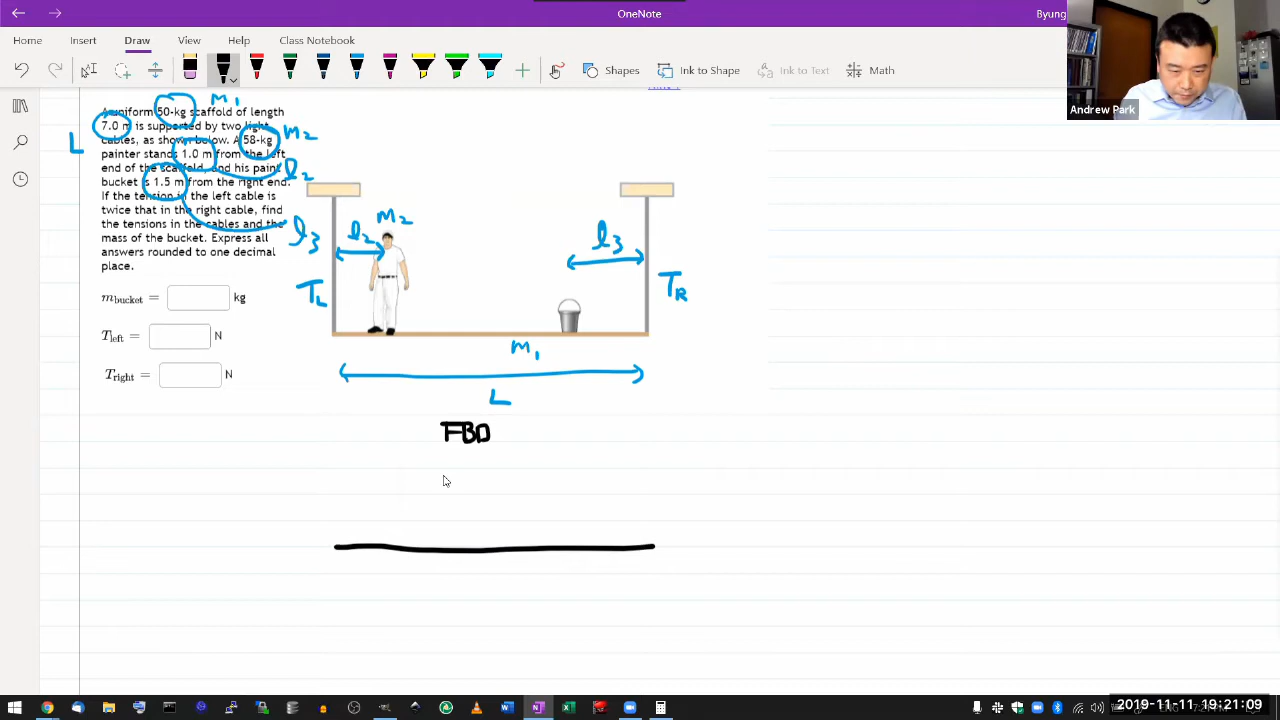 OneNote
Byung
Home
Insert
Draw
View
Help
Class Notebook
Shapes
Ink to Shape
Ink to Text
Math
Andrew Park
A uniform 50-kg scaffold of length
7.0 m is supported by two light
cables, as shown below. A 58-kg
painter stands 1.0 m from the left
end of the scaffold, and his paint
bucket is 1.5 m from the right end.
If the tension in the left cable is
twice that in the right cable, find
the tensions in the cables and the
mass of the bucket. Express all
answers rounded to one decimal
place.
m bucket = kg
T left = N
T right = N
m1
L
m2
l2
l3
m2
l2
l3
TL
TR
m1
L
FBD
2019-11-11 19:21:09